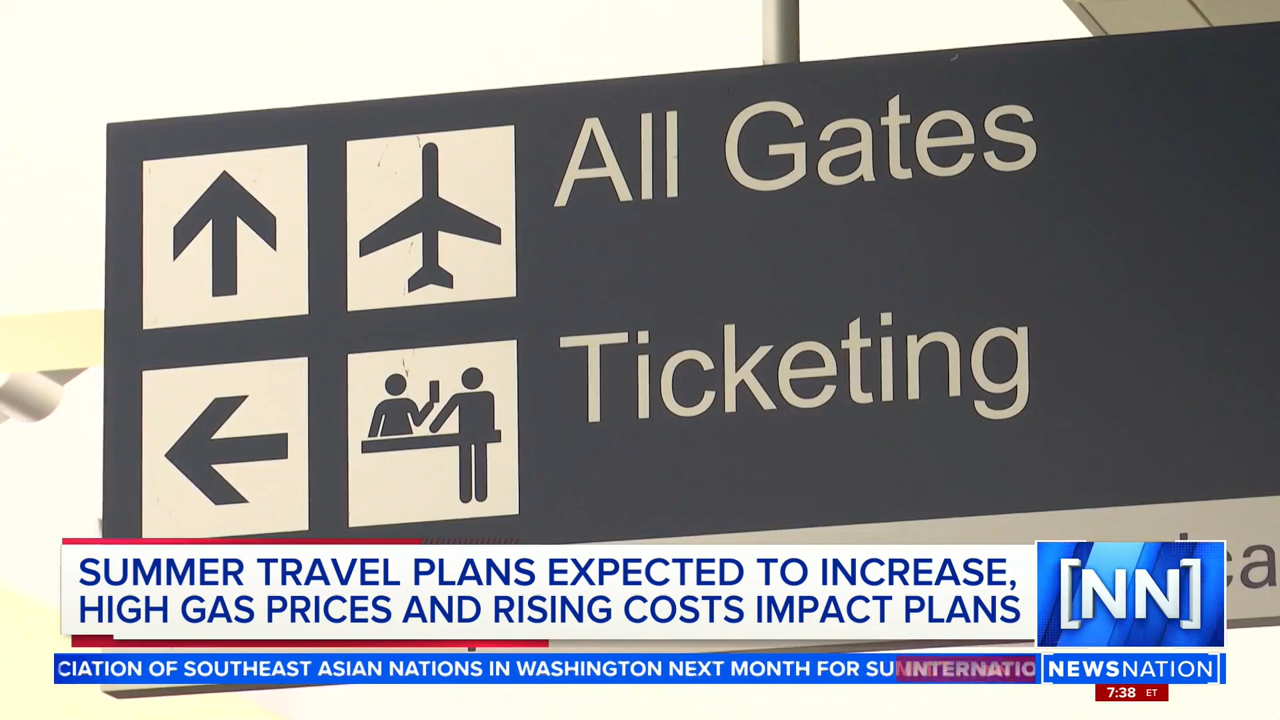 All Gates
Ticketing
SUMMER TRAVEL PLANS EXPECTED TO INCREASE,
HIGH GAS PRICES AND RISING COSTS IMPACT PLANS
[NN]
CIATION OF SOUTHEAST ASIAN NATIONS IN WASHINGTON NEXT MONTH FOR SU
INTERNATIO
NEWSNATION
7:38 ET